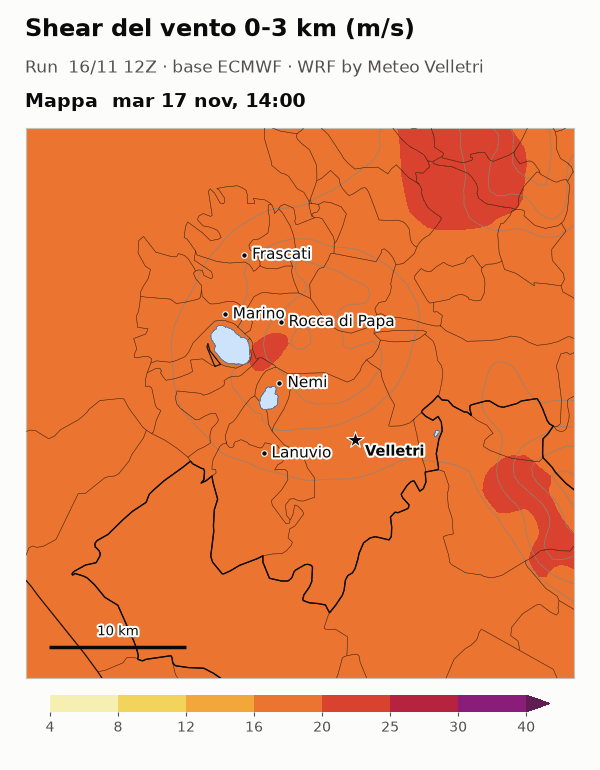 Shear del vento 0-3 km (m/s)
Run  16/11 12Z · base ECMWF · WRF by Meteo Velletri
Mappa  mar 17 nov, 14:00
Frascati
Marino
Rocca di Papa
Nemi
Velletri
Lanuvio
10 km
4 8 12 16 20 25 30 40